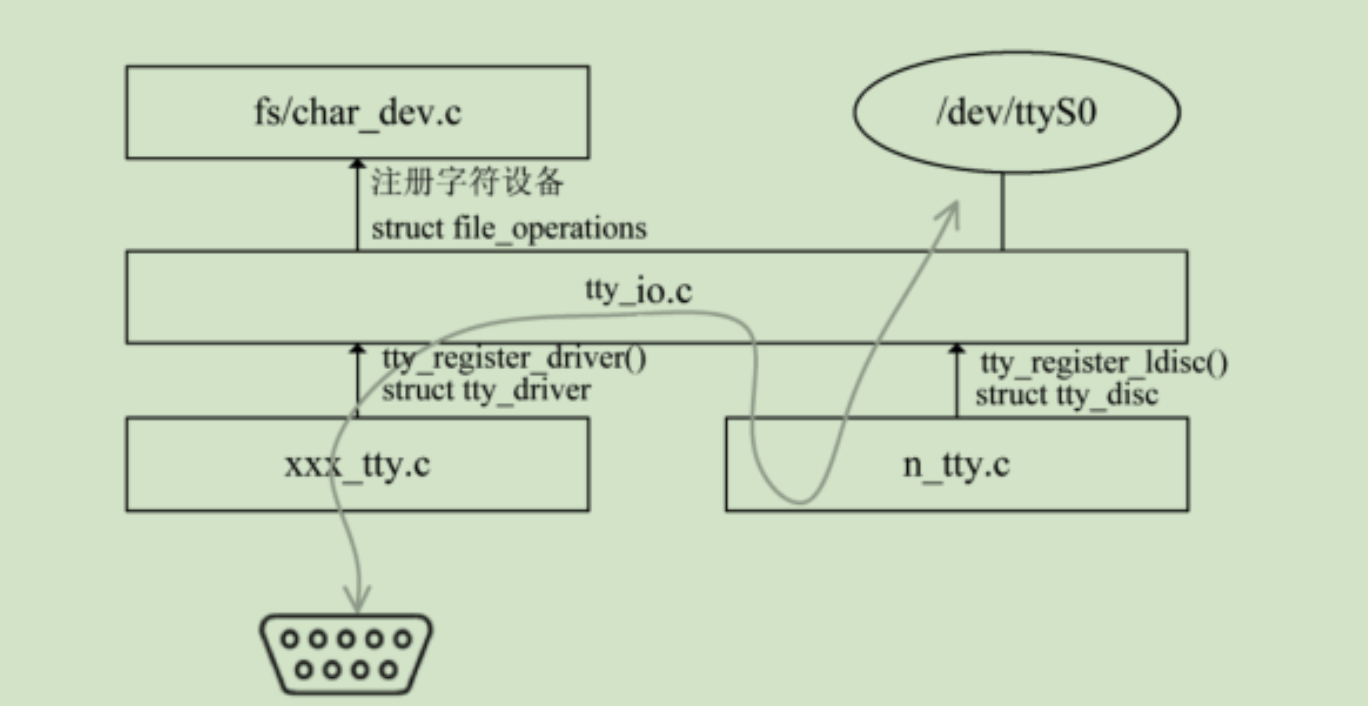 fs/char_dev.c
/dev/ttyS0
注册字符设备
struct file_operations
tty_io.c
tty_register_driver()
struct tty_driver
tty_register_ldisc()
struct tty_disc
xxx_tty.c
n_tty.c